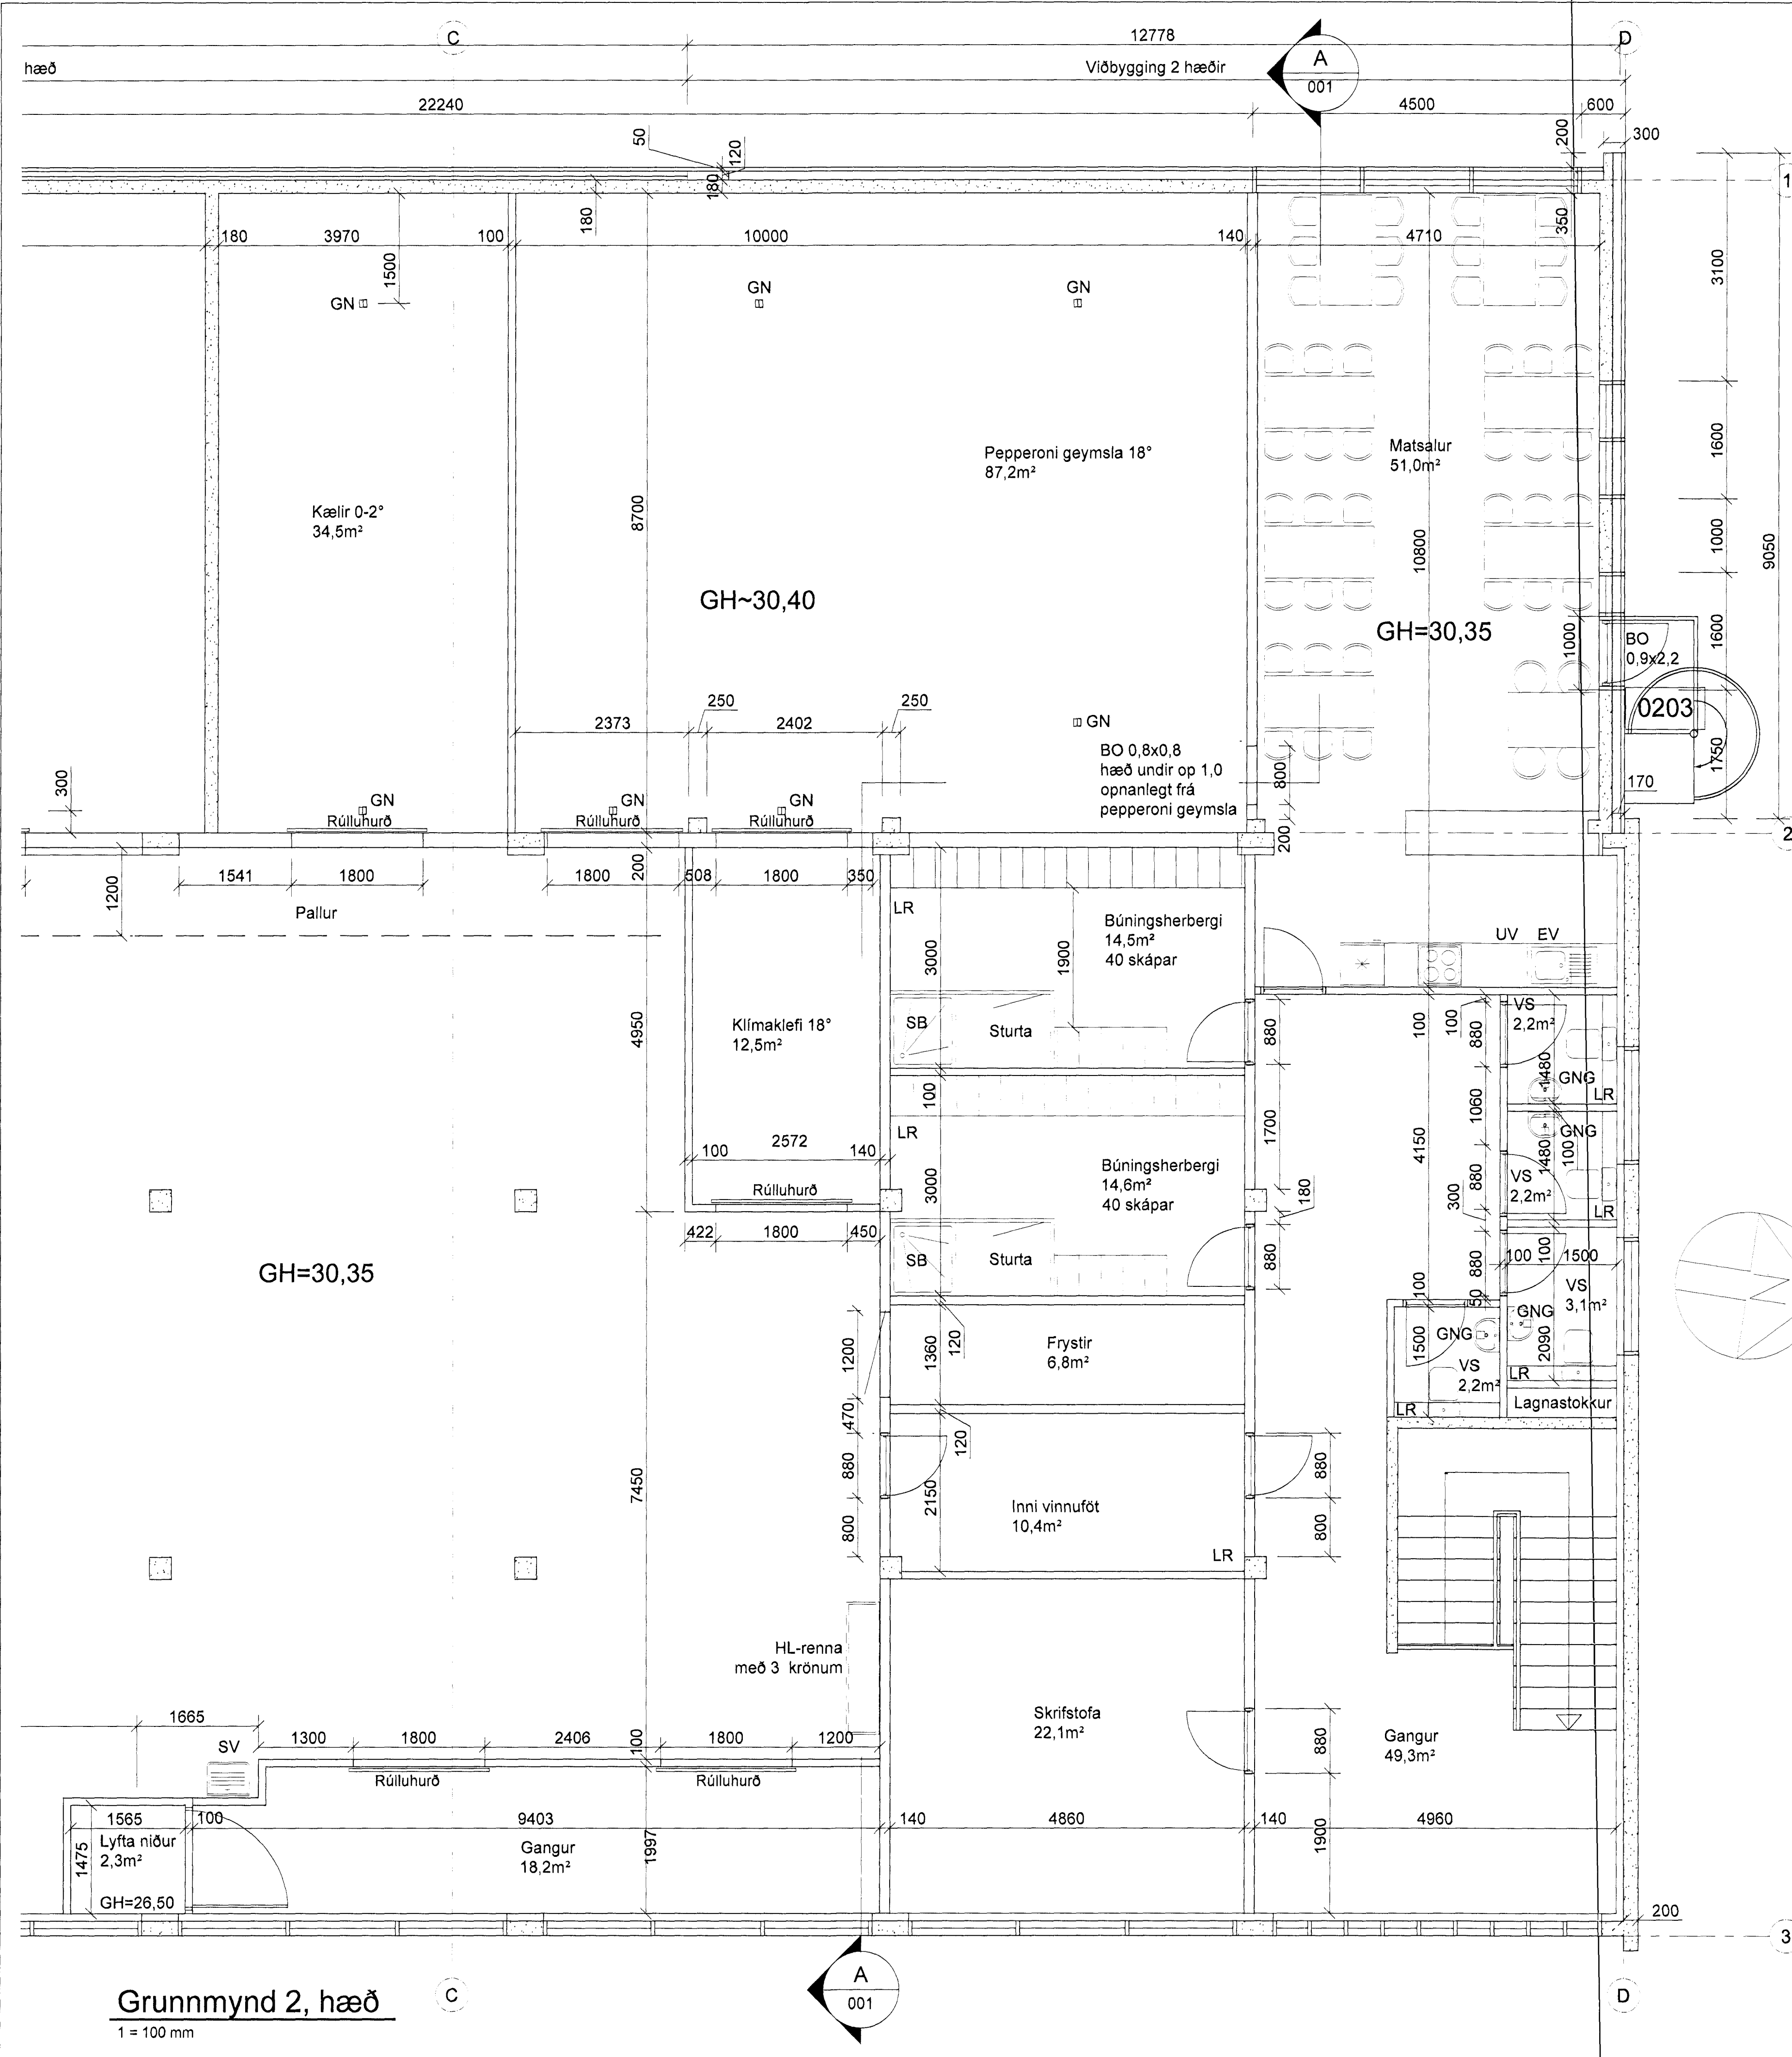 C
12778
D
hæð
Viðbygging 2 hæðir
A
001
22240
4500
600
50
120
180
180
200
300
1
180
3970
100
10000
140
4710
350
1500
3100
GN
GN
GN
Pepperoni geymsla 18°
87,2m²
Matsalur
51,0m²
1600
Kælir 0-2°
34,5m²
8700
10800
1000
9050
GH~30,40
GH=30,35
1000
BO
0,9x2,2
1600
0203
1750
170
2373
250
2402
250
GN
BO 0,8x0,8
hæð undir op 1,0
opnanlegt frá
pepperoni geymsla
800
200
300
GN
Rúlluhurð
GN
Rúlluhurð
GN
Rúlluhurð
2
1200
1541
1800
1800
200
508
1800
350
Pallur
LR
3000
1900
Búningsherbergi
14,5m²
40 skápar
UV
EV
4950
Klímaklefi 18°
12,5m²
SB
Sturta
880
100
100
880
VS
2,2m²
1480
GNG
LR
100
1700
1060
LR
100
2572
140
3000
Búningsherbergi
14,6m²
40 skápar
4150
GNG
1480
100
880
VS
2,2m²
LR
Rúlluhurð
180
300
422
1800
450
SB
Sturta
880
880
100
100
1500
GH=30,35
VS
3,1m²
100
50
GNG
2090
LR
1200
1360
120
Frystir
6,8m²
1500
GNG
VS
2,2m²
LR
Lagnastokkur
470
120
7450
880
2150
Inni vinnuföt
10,4m²
880
800
800
LR
HL-renna
með 3 krönum
Skrifstofa
22,1m²
880
Gangur
49,3m²
1665
SV
1300
1800
2406
100
1800
1200
Rúlluhurð
Rúlluhurð
1565
100
9403
140
4860
140
4960
Lyfta niður
2,3m²
1475
Gangur
18,2m²
1997
1900
GH=26,50
200
3
A
001
C
D
Grunnmynd 2, hæð
1 = 100 mm